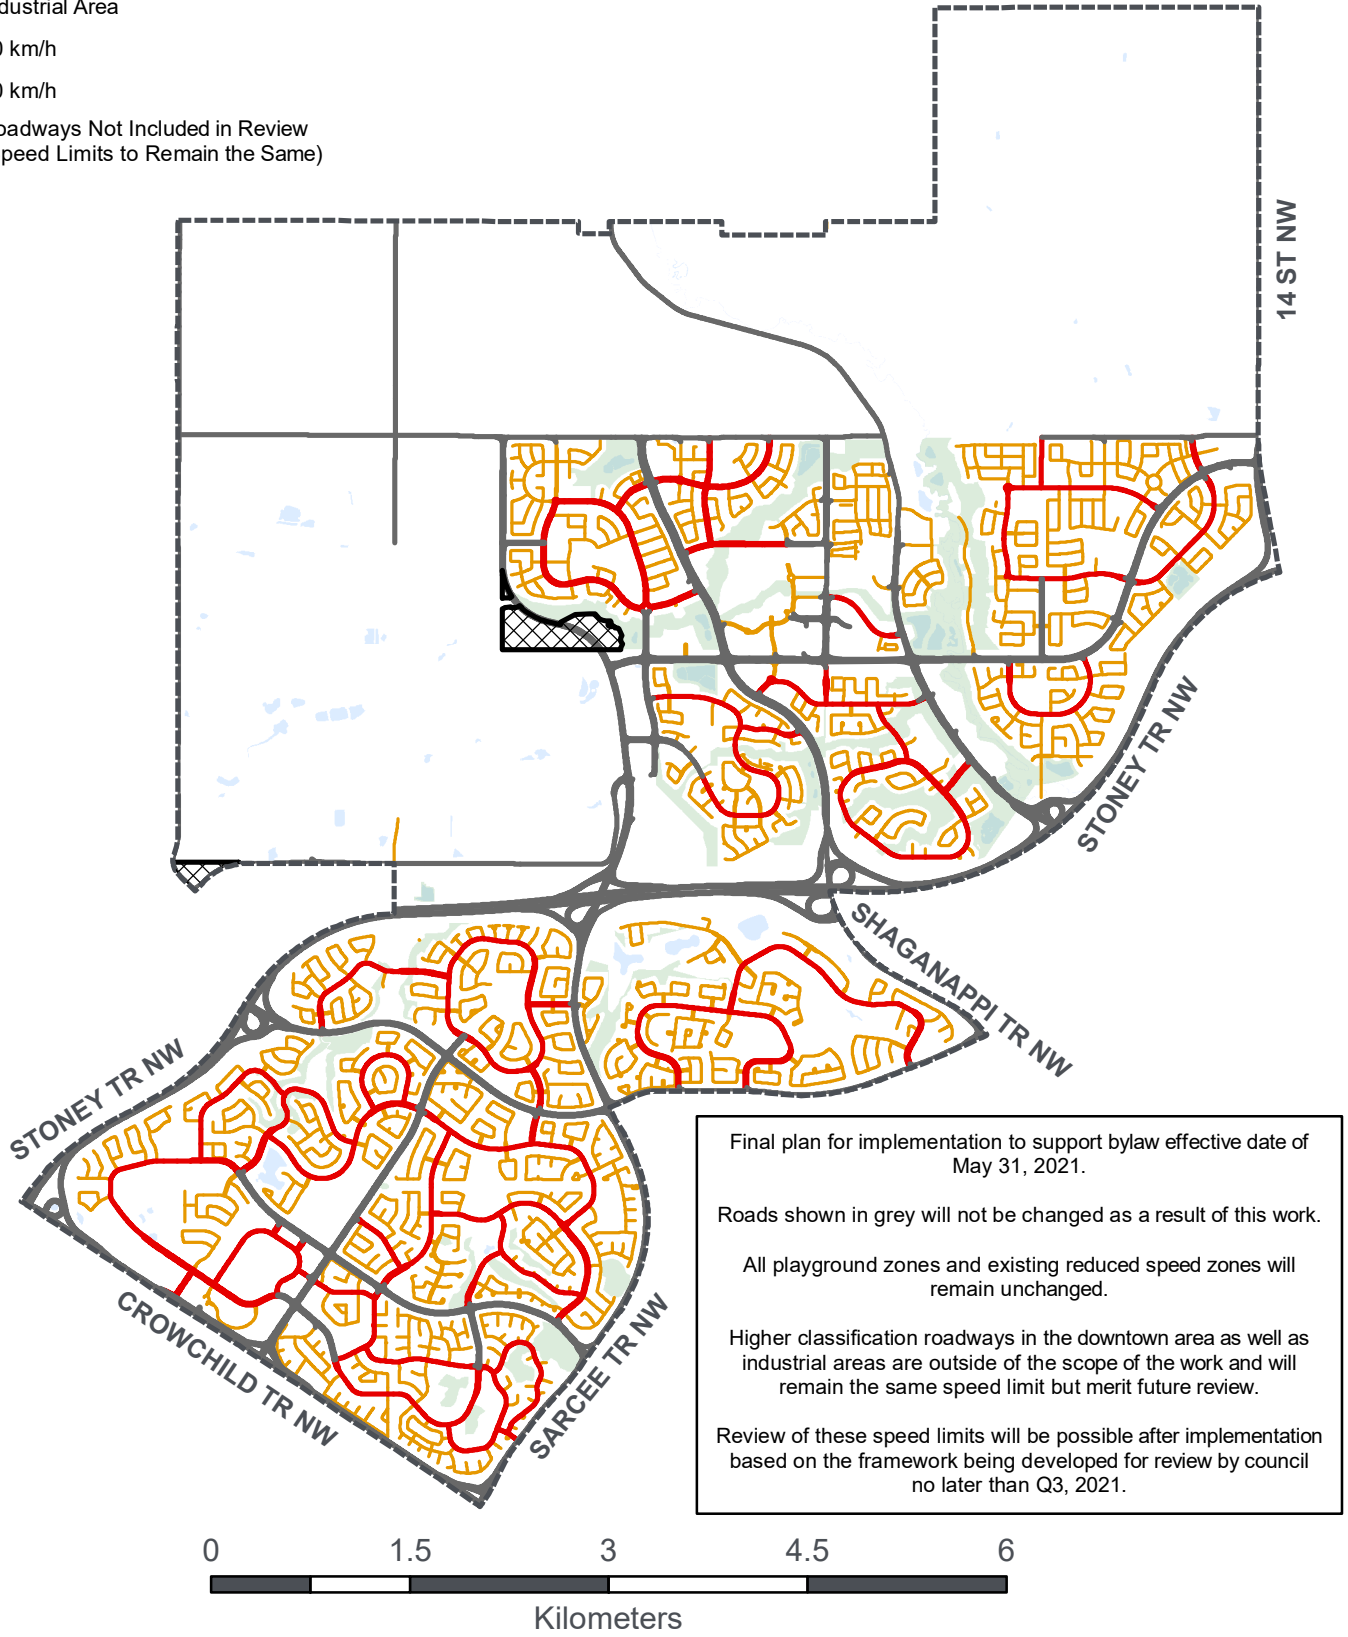 dustrial Area
0 km/h
0 km/h
oadways Not Included in Review
peed Limits to Remain the Same)
14 ST NW
STONEY TR NW
SHAGANAPPI TR NW
STONEY TR NW
CROWCHILD TR NW
SARCEE TR NW
Final plan for implementation to support bylaw effective date of
May 31, 2021.
Roads shown in grey will not be changed as a result of this work.
All playground zones and existing reduced speed zones will
remain unchanged.
Higher classification roadways in the downtown area as well as
industrial areas are outside of the scope of the work and will
remain the same speed limit but merit future review.
Review of these speed limits will be possible after implementation
based on the framework being developed for review by council
no later than Q3, 2021.
0 1.5 3 4.5 6
Kilometers